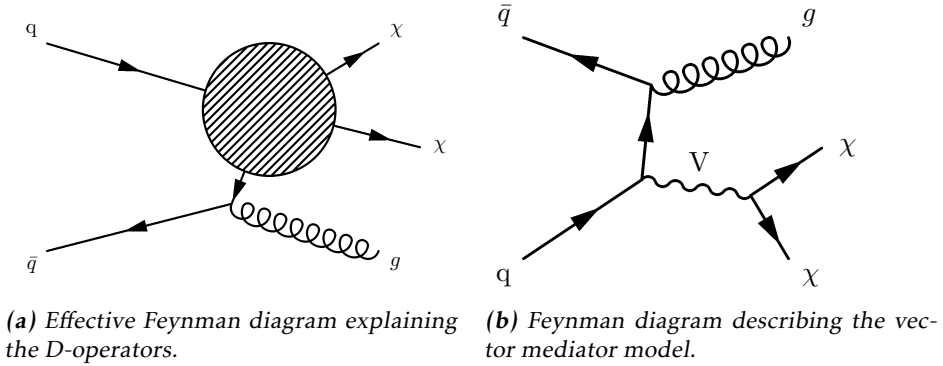 q
χ
χ
q̄
g
(a) Effective Feynman diagram explaining
the D-operators.
q̄
g
V
χ
q
χ
(b) Feynman diagram describing the vec-
tor mediator model.